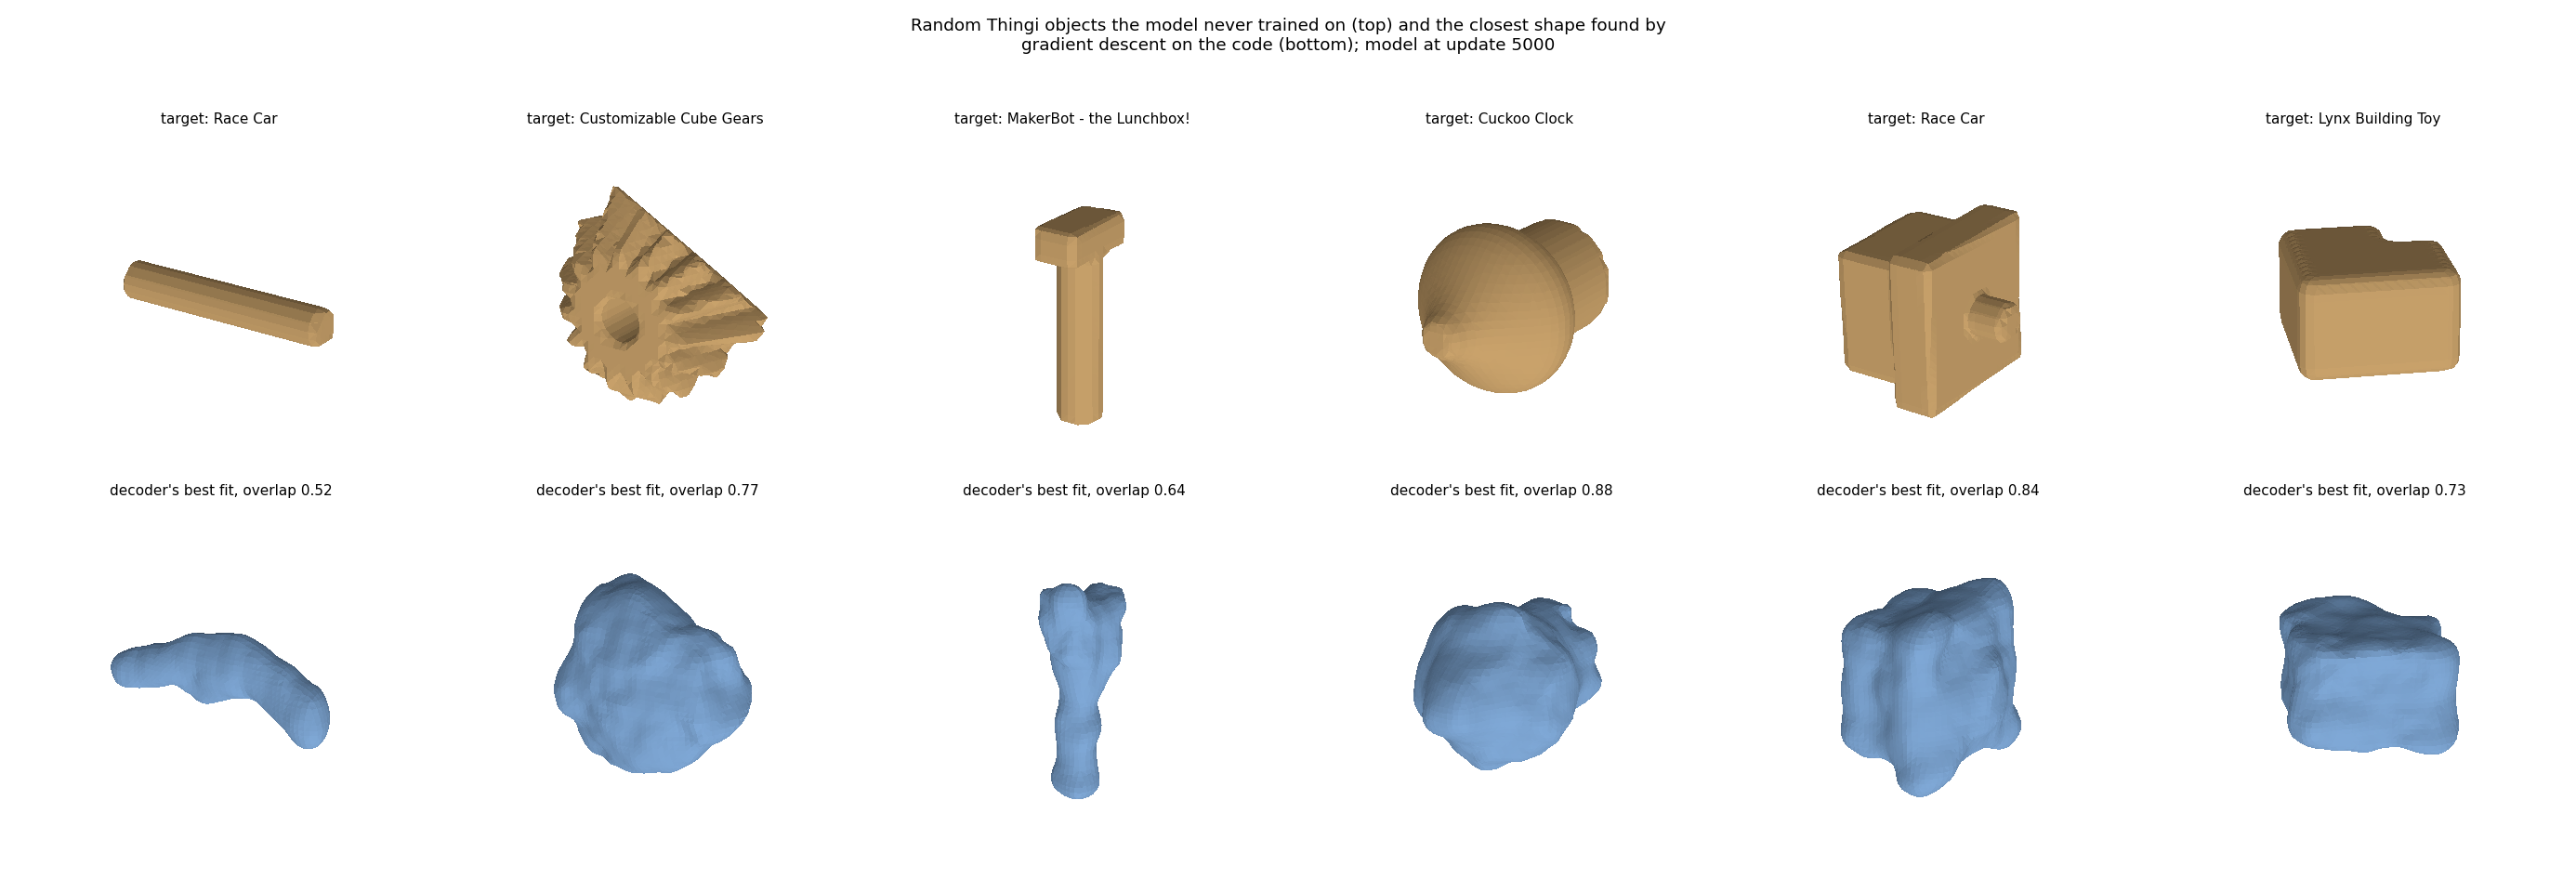 Random Thingi objects the model never trained on (top) and the closest shape found by
gradient descent on the code (bottom); model at update 5000
target: Race Car
target: Customizable Cube Gears
target: MakerBot - the Lunchbox!
target: Cuckoo Clock
target: Race Car
target: Lynx Building Toy
decoder's best fit, overlap 0.52
decoder's best fit, overlap 0.77
decoder's best fit, overlap 0.64
decoder's best fit, overlap 0.88
decoder's best fit, overlap 0.84
decoder's best fit, overlap 0.73